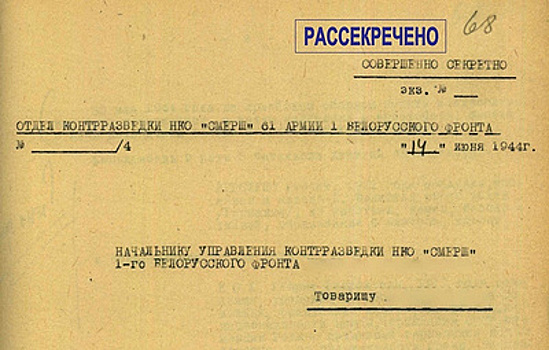 РАССЕКРЕЧЕНО 68
СОВЕРШЕННО СЕКРЕТНО
экз. №
ОТДЕЛ КОНТРРАЗВЕДКИ НКО "СМЕРШ" 61 АРМИИ 1 БЕЛОРУССКОГО ФРОНТА
№ /4 "14" июня 1944г.
НАЧАЛЬНИКУ УПРАВЛЕНИЯ КОНТРРАЗВЕДКИ НКО "СМЕРШ"
1-го БЕЛОРУССКОГО ФРОНТА
Товарищу